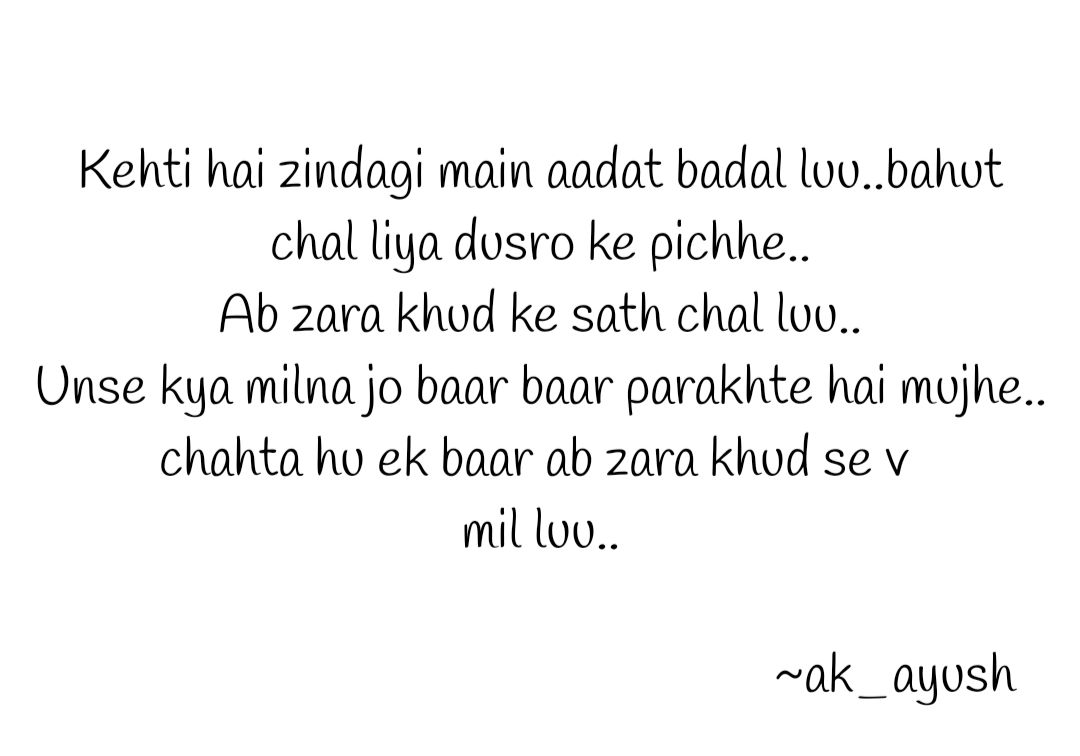 Kehti hai zindagi main aadat badal luu..bahut
chal liya dusro ke pichhe..
Ab zara khud ke sath chal luu..
Unse kya milna jo baar baar parakhte hai mujhe..
chahta hu ek baar ab zara khud se v
mil luu..
~ak_ayush